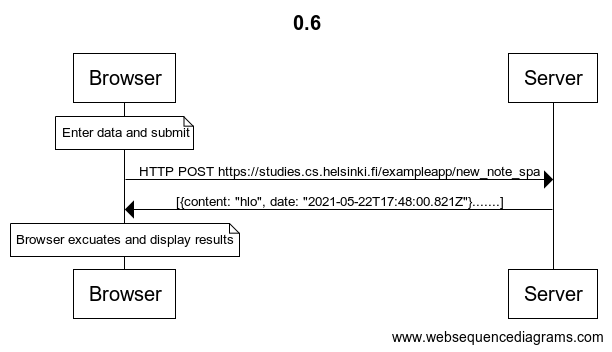 0.6
Browser
Server
Enter data and submit
HTTP POST https://studies.cs.helsinki.fi/exampleapp/new_note_spa
[{content: "hlo", date: "2021-05-22T17:48:00.821Z"}.......]
Browser excuates and display results
Browser
Server
www.websequencediagrams.com